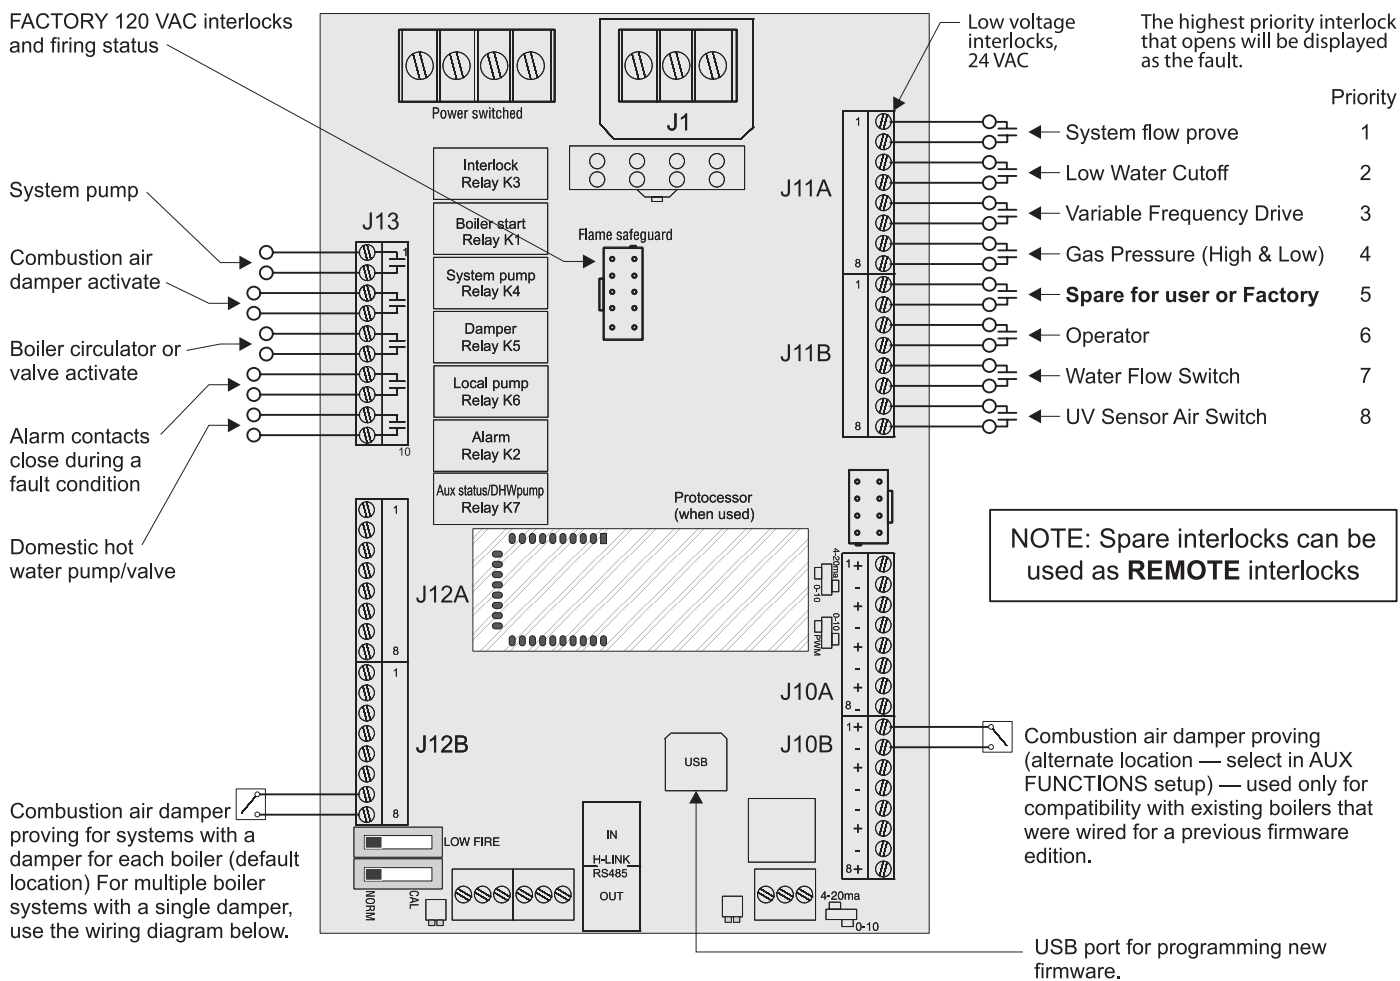 FACTORY 120 VAC interlocks
and firing status
System pump
Combustion air
damper activate
Boiler circulator or
valve activate
Alarm contacts
close during a
fault condition
Domestic hot
water pump/valve
Combustion air damper
proving for systems with a
damper for each boiler (default
location) For multiple boiler
systems with a single damper,
use the wiring diagram below.
Power switched
J1
Interlock
Relay K3
Boiler start
Relay K1
System pump
Relay K4
Damper
Relay K5
Local pump
Relay K6
Alarm
Relay K2
Aux status/DHWpump
Relay K7
Flame safeguard
J13
1
10
J12A
1
8
J12B
1
8
LOW FIRE
NORM
CAL
Protocessor
(when used)
USB
IN
H-LINK
RS485
OUT
J11A
1
8
J11B
1
8
4-20ma
0-10
0-10
PWM
J10A
1+
-
+
-
+
-
+
8-
J10B
1+
-
+
-
+
-
8+
4-20ma
0-10
Low voltage
interlocks,
24 VAC
The highest priority interlock
that opens will be displayed
as the fault.
Priority
System flow prove 1
Low Water Cutoff 2
Variable Frequency Drive 3
Gas Pressure (High & Low) 4
Spare for user or Factory 5
Operator 6
Water Flow Switch 7
UV Sensor Air Switch 8
NOTE: Spare interlocks can be
used as REMOTE interlocks
Combustion air damper proving
(alternate location — select in AUX
FUNCTIONS setup) — used only for
compatibility with existing boilers that
were wired for a previous firmware
edition.
USB port for programming new
firmware.